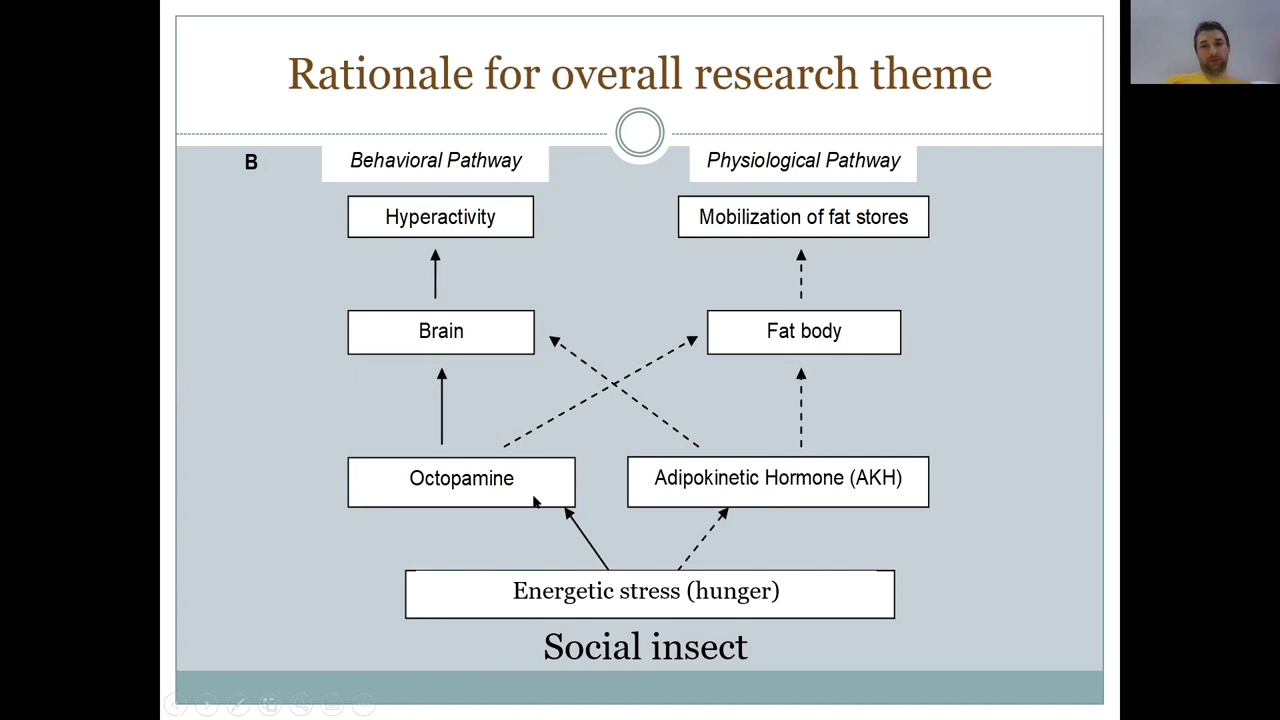 Rationale for overall research theme
B
Behavioral Pathway
Physiological Pathway
Hyperactivity
Mobilization of fat stores
Brain
Fat body
Octopamine
Adipokinetic Hormone (AKH)
Energetic stress (hunger)
Social insect